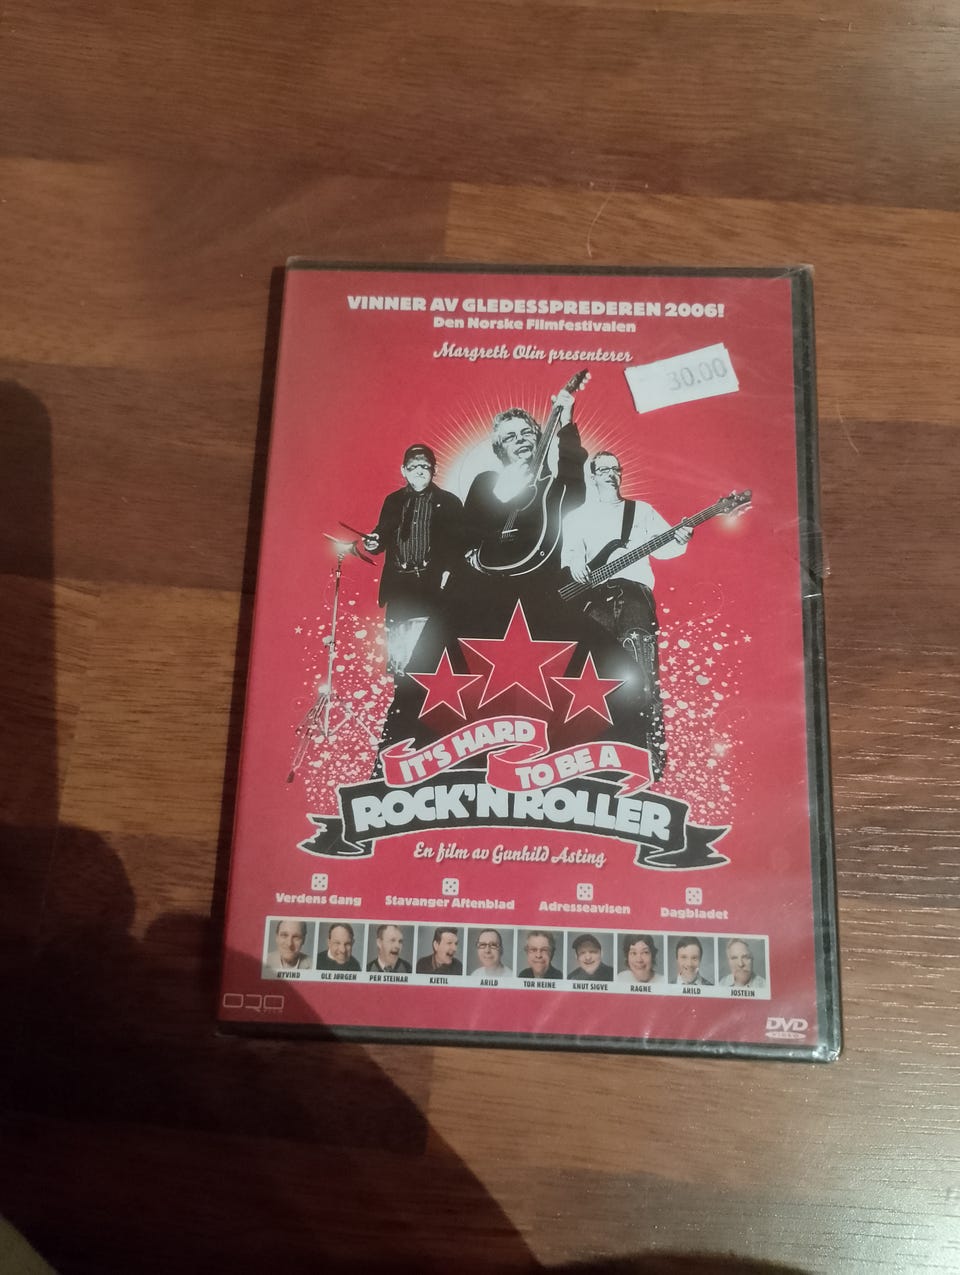 VINNER AV GLEDESSPREDEREN 2006!
Den Norske Filmfestivalen
Margreth Olin presenterer
30.00
IT'S HARD
TO BE A
ROCK'N ROLLER
En film av Gunhild Asting
Verdens Gang Stavanger Aftenblad Adresseavisen Dagbladet
ØYVIND OLE JØRGEN PER STEINAR KJETIL ARILD TOR HEINE KNUT SIGVE RAGNE ARILD JOSTEIN
ORO
DVD
VIDEO